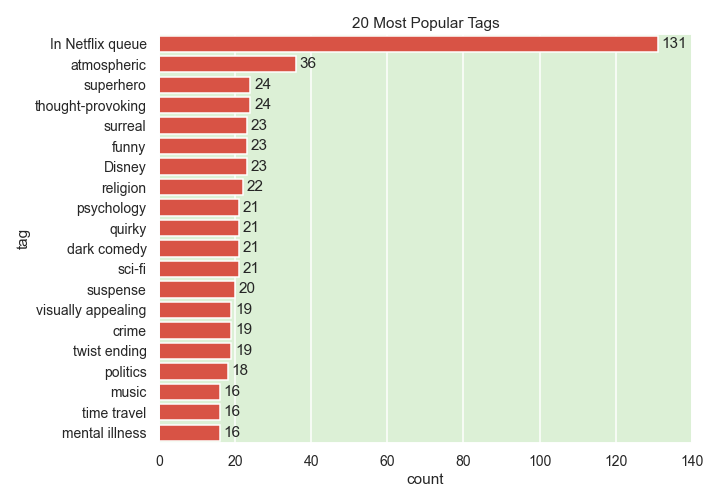 20 Most Popular Tags
In Netflix queue 131
atmospheric 36
superhero 24
thought-provoking 24
surreal 23
funny 23
Disney 23
religion 22
psychology 21
quirky 21
dark comedy 21
sci-fi 21
suspense 20
visually appealing 19
crime 19
twist ending 19
politics 18
music 16
time travel 16
mental illness 16
tag
0 20 40 60 80 100 120 140
count